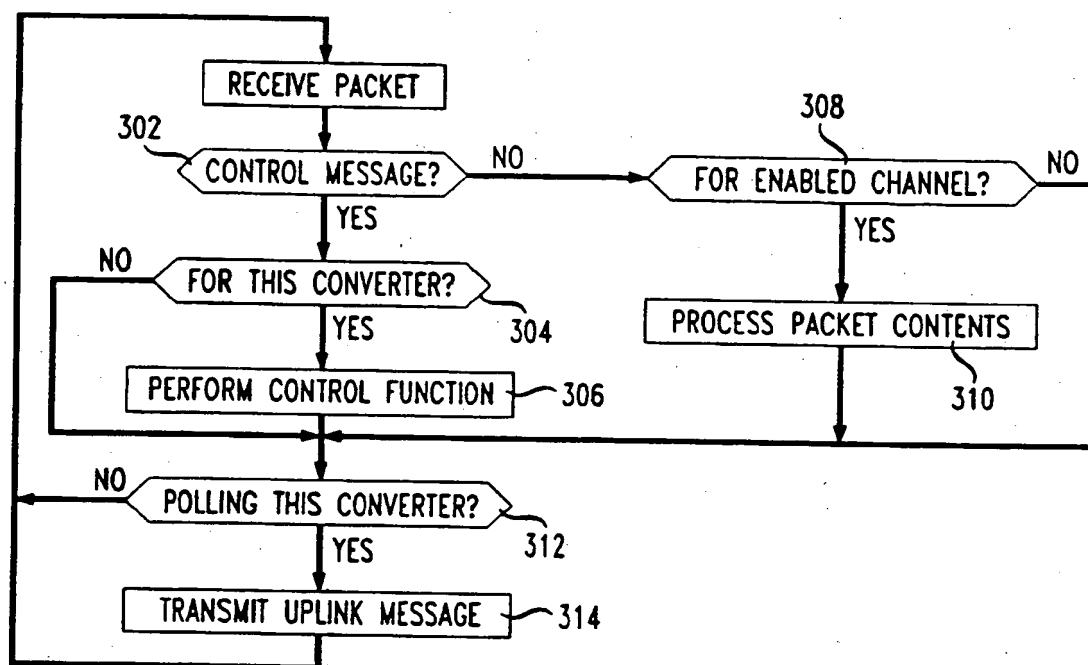 RECEIVE PACKET
302
CONTROL MESSAGE?
NO
308
FOR ENABLED CHANNEL?
NO
YES
YES
NO
FOR THIS CONVERTER?
304
YES
PROCESS PACKET CONTENTS
310
PERFORM CONTROL FUNCTION
306
NO
POLLING THIS CONVERTER?
312
YES
TRANSMIT UPLINK MESSAGE
314